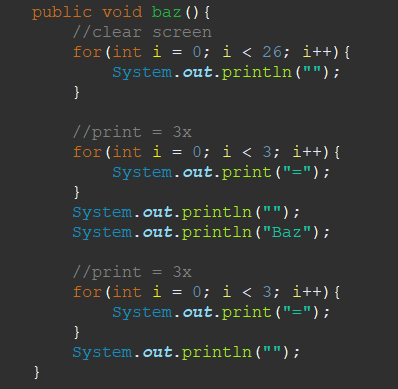 public void baz(){
    //clear screen
    for(int i = 0; i < 26; i++){
        System.out.println("");
    }

    //print = 3x
    for(int i = 0; i < 3; i++){
        System.out.print("=");
    }
    System.out.println("");
    System.out.println("Baz");

    //print = 3x
    for(int i = 0; i < 3; i++){
        System.out.print("=");
    }
    System.out.println("");
}